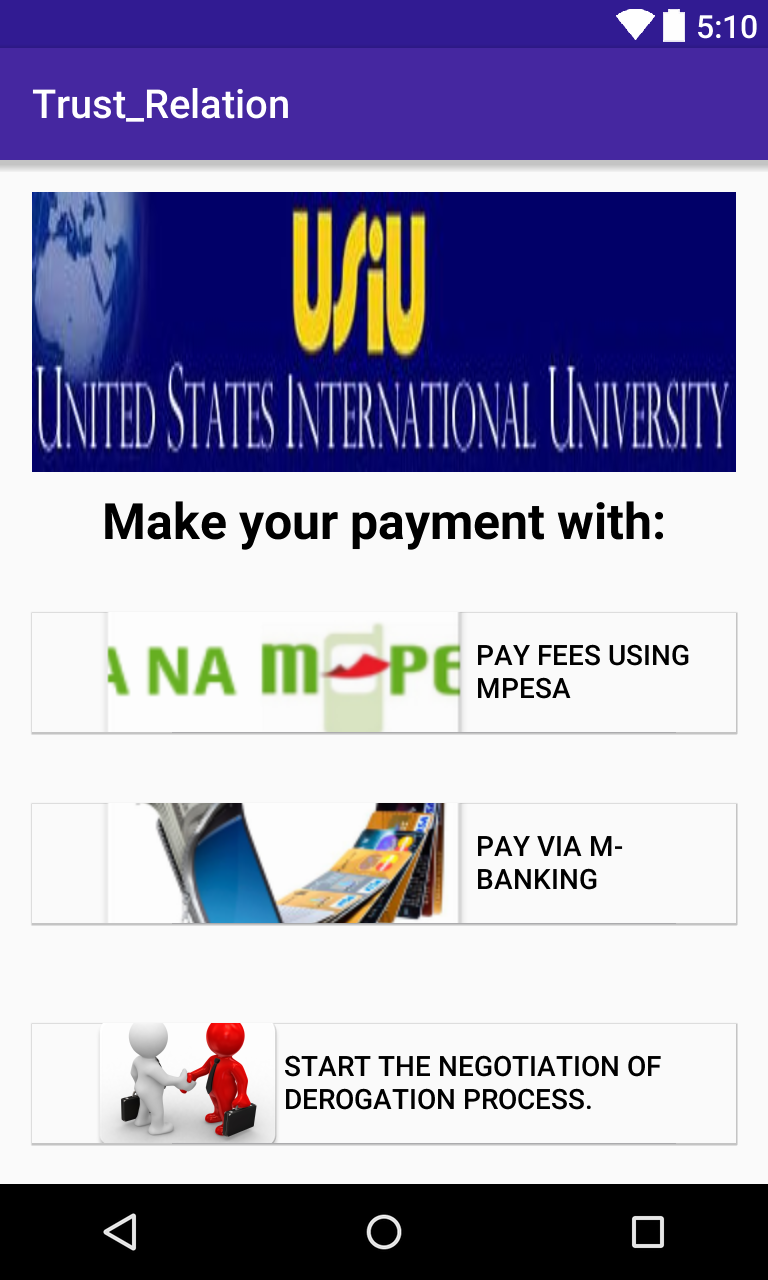 5:10
Trust_Relation
USiU
UNITED STATES INTERNATIONAL UNIVERSITY
Make your payment with:
A NA M PE
PAY FEES USING
MPESA
PAY VIA M-
BANKING
START THE NEGOTIATION OF
DEROGATION PROCESS.